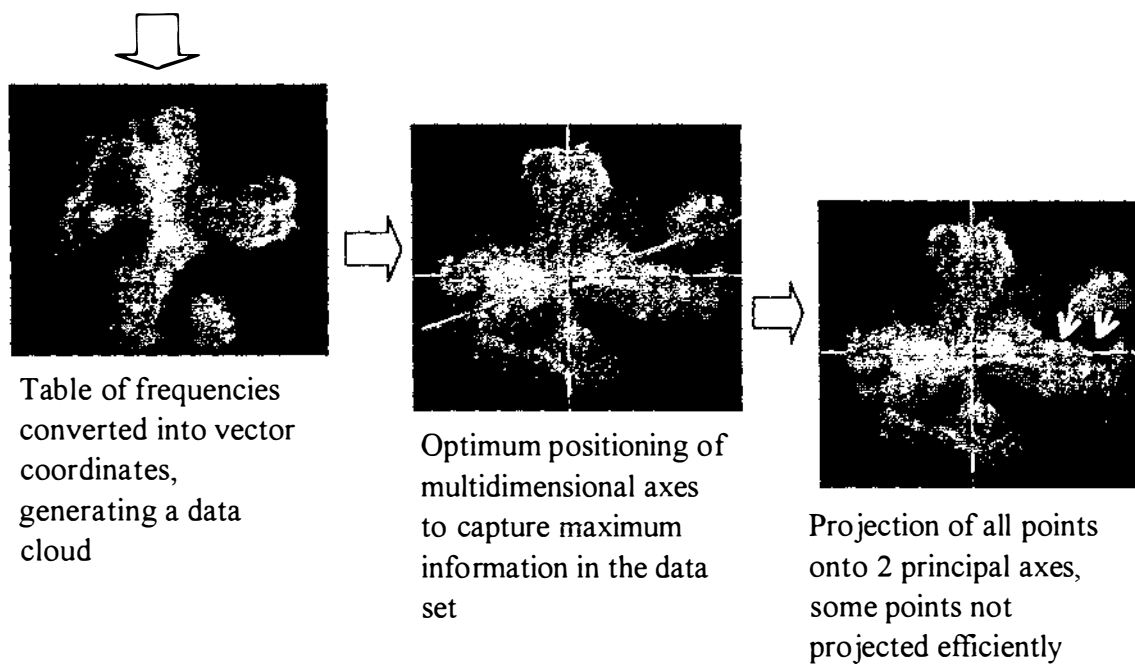 Table of frequencies
converted into vector
coordinates,
generating a data
cloud
Optimum positioning of
multidimensional axes
to capture maximum
information in the data
set
Projection of all points
onto 2 principal axes,
some points not
projected efficiently